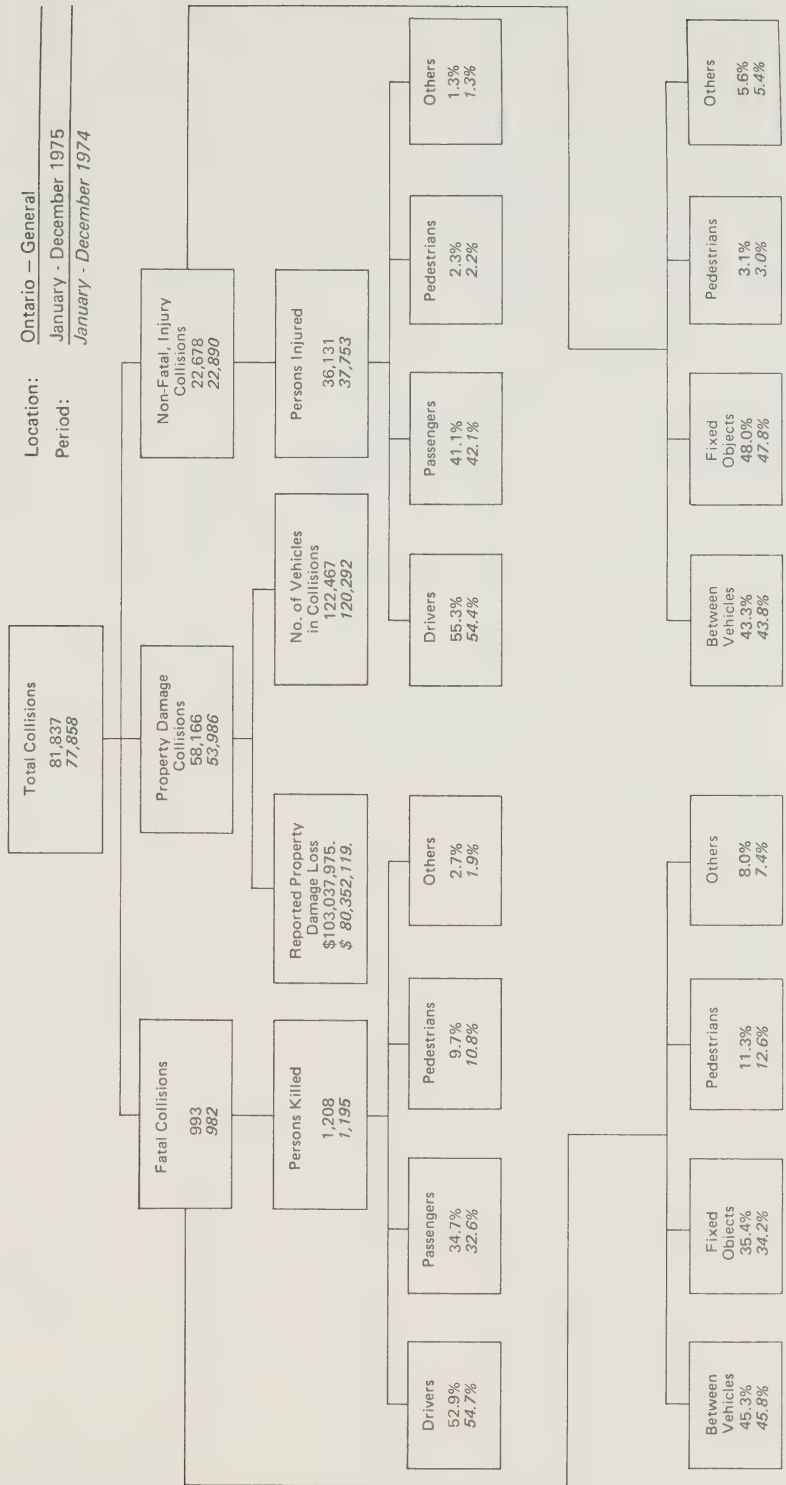 Location: Ontario — General
Period: January - December 1975
January - December 1974
Total Collisions
81,837
77,858
Fatal Collisions
993
982
Property Damage
Collisions
58,166
53,986
Non-Fatal, Injury
Collisions
22,678
22,890
Persons Killed
1,208
1,195
Reported Property
Damage Loss
$103,037,975.
$ 80,352,119.
No. of Vehicles
in Collisions
122,467
120,292
Persons Injured
36,131
37,753
Drivers
52.9%
54.7%
Passengers
34.7%
32.6%
Pedestrians
9.7%
10.8%
Others
2.7%
1.9%
Drivers
55.3%
54.4%
Passengers
41.1%
42.1%
Pedestrians
2.3%
2.2%
Others
1.3%
1.3%
Between
Vehicles
45.3%
45.8%
Fixed
Objects
35.4%
34.2%
Pedestrians
11.3%
12.6%
Others
8.0%
7.4%
Between
Vehicles
43.3%
43.8%
Fixed
Objects
48.0%
47.8%
Pedestrians
3.1%
3.0%
Others
5.6%
5.4%